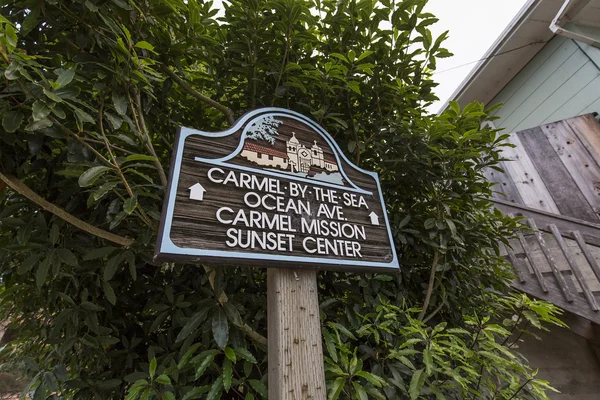 CARMEL·BY·THE·SEA
OCEAN AVE.
CARMEL MISSION
SUNSET CENTER